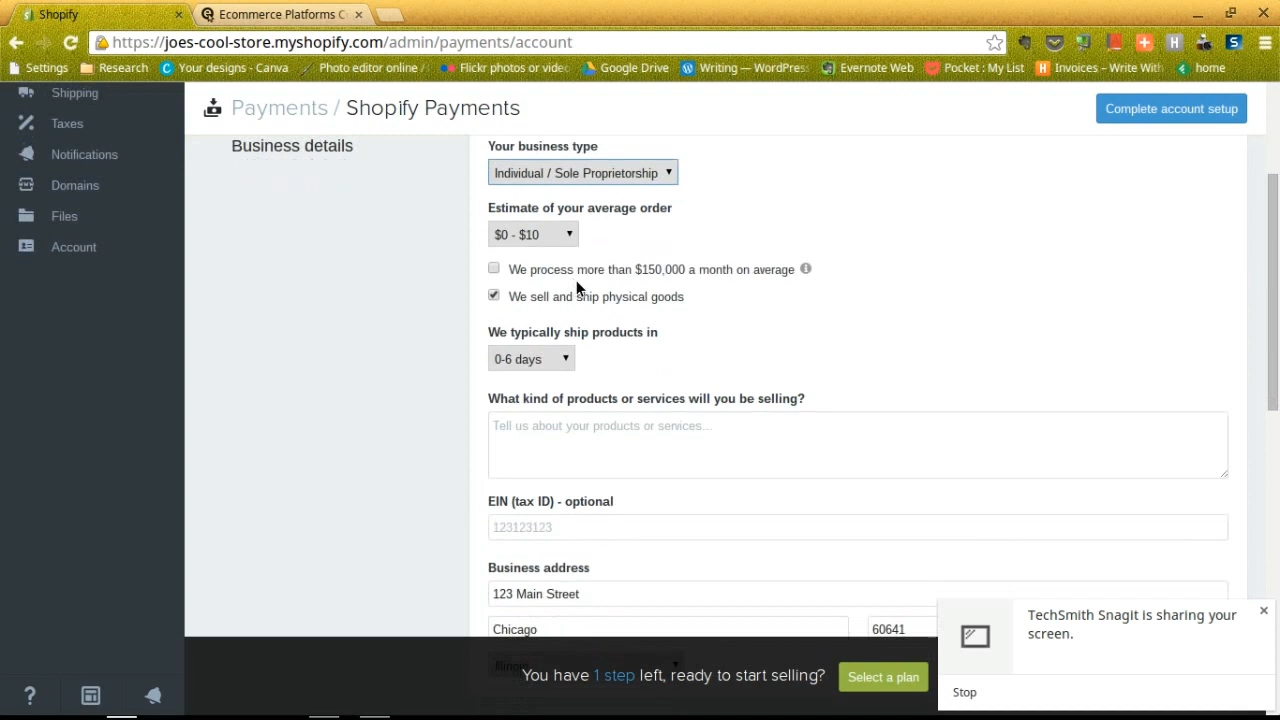 Shopify
Ecommerce Platforms C
https://joes-cool-store.myshopify.com/admin/payments/account
Settings Research Your designs - Canva Photo editor online / Flickr photos or vide Google Drive Writing — WordPres Evernote Web Pocket : My List Invoices – Write With home
Shipping
Taxes
Notifications
Domains
Files
Account
Payments / Shopify Payments
Complete account setup
Business details
Your business type
Individual / Sole Proprietorship
Estimate of your average order
$0 - $10
We process more than $150,000 a month on average
We sell and ship physical goods
We typically ship products in
0-6 days
What kind of products or services will you be selling?
Tell us about your products or services...
EIN (tax ID) - optional
123123123
Business address
123 Main Street
Chicago 60641
Illinois
You have 1 step left, ready to start selling? Select a plan
TechSmith Snagit is sharing your
screen.
Stop